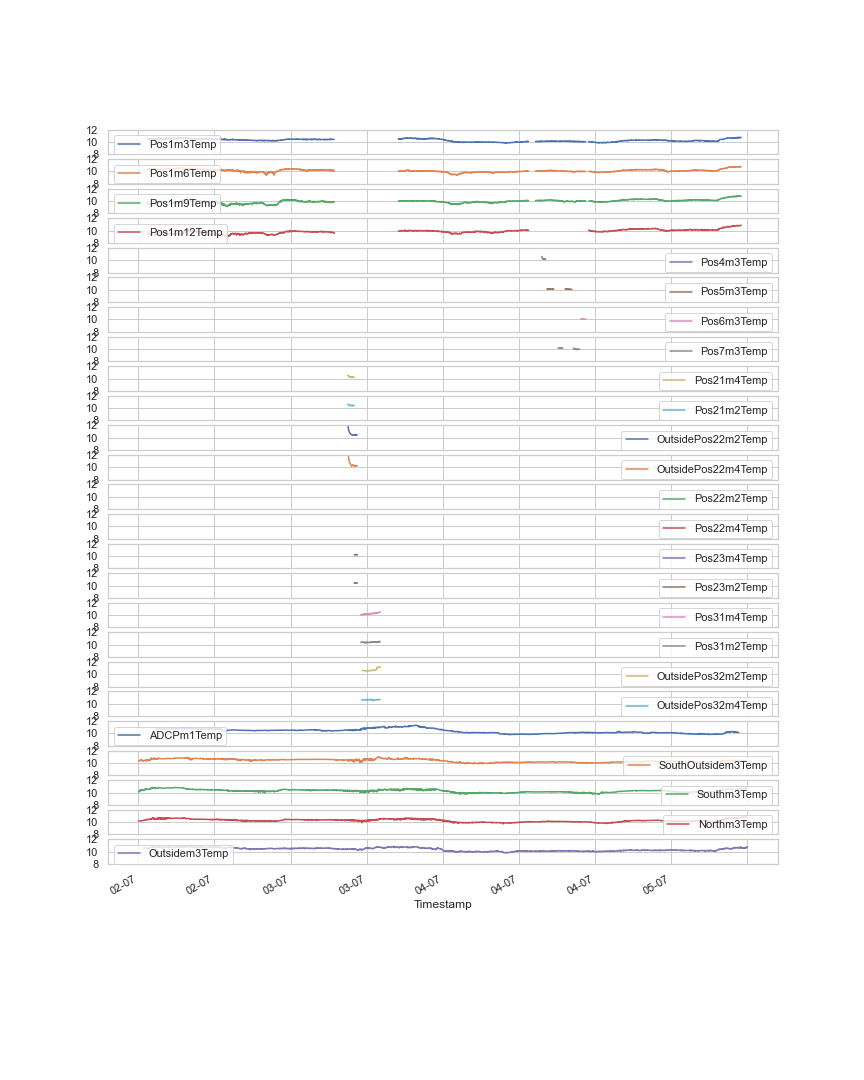 12
10
8
Pos1m3Temp
12
10
8
Pos1m6Temp
12
10
8
Pos1m9Temp
12
10
8
Pos1m12Temp
12
10
8
Pos4m3Temp
12
10
8
Pos5m3Temp
12
10
8
Pos6m3Temp
12
10
8
Pos7m3Temp
12
10
8
Pos21m4Temp
12
10
8
Pos21m2Temp
12
10
8
OutsidePos22m2Temp
12
10
8
OutsidePos22m4Temp
12
10
8
Pos22m2Temp
12
10
8
Pos22m4Temp
12
10
8
Pos23m4Temp
12
10
8
Pos23m2Temp
12
10
8
Pos31m4Temp
12
10
8
Pos31m2Temp
12
10
8
OutsidePos32m2Temp
12
10
8
OutsidePos32m4Temp
12
10
8
ADCPm1Temp
12
10
8
SouthOutsidem3Temp
12
10
8
Southm3Temp
12
10
8
Northm3Temp
12
10
8
Outsidem3Temp
02-07 02-07 03-07 03-07 04-07 04-07 04-07 05-07
Timestamp